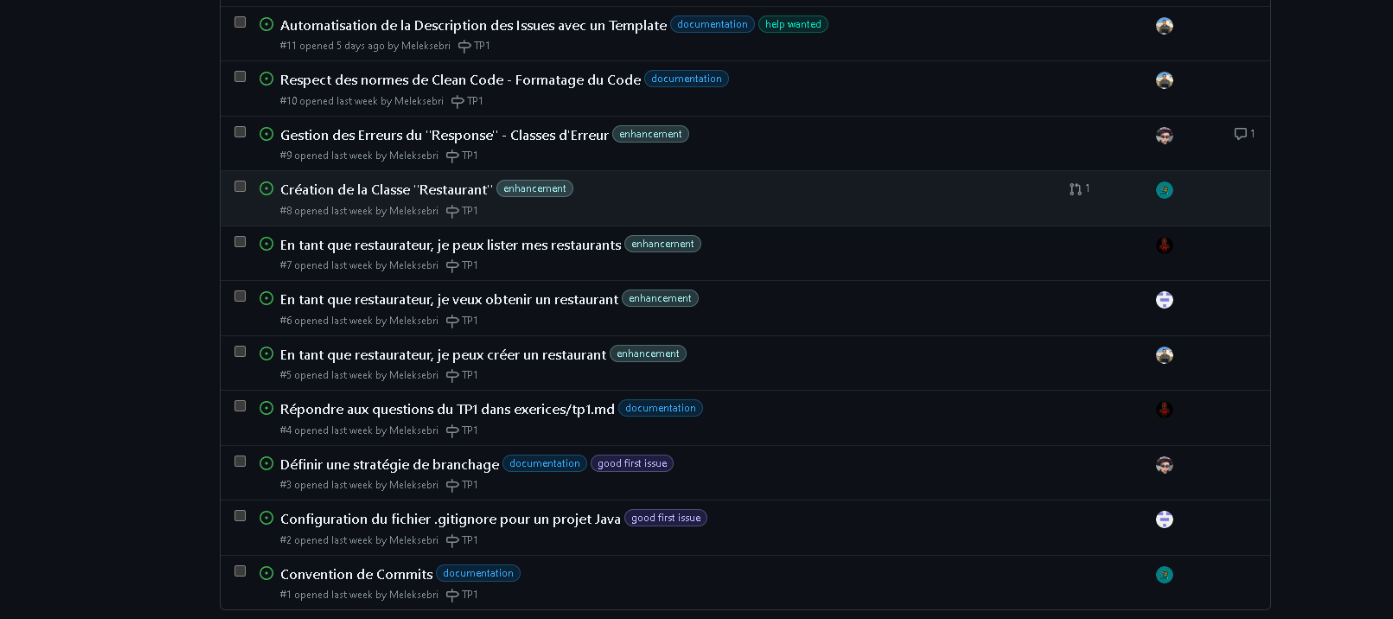 Automatisation de la Description des Issues avec un Template documentation help wanted
#11 opened 5 days ago by Meleksebri TP1
Respect des normes de Clean Code - Formatage du Code documentation
#10 opened last week by Meleksebri TP1
Gestion des Erreurs du "Response" - Classes d'Erreur enhancement 1
#9 opened last week by Meleksebri TP1
Création de la Classe "Restaurant" enhancement 1
#8 opened last week by Meleksebri TP1
En tant que restaurateur, je peux lister mes restaurants enhancement
#7 opened last week by Meleksebri TP1
En tant que restaurateur, je veux obtenir un restaurant enhancement
#6 opened last week by Meleksebri TP1
En tant que restaurateur, je peux créer un restaurant enhancement
#5 opened last week by Meleksebri TP1
Répondre aux questions du TP1 dans exerices/tp1.md documentation
#4 opened last week by Meleksebri TP1
Définir une stratégie de branchage documentation good first issue
#3 opened last week by Meleksebri TP1
Configuration du fichier .gitignore pour un projet Java good first issue
#2 opened last week by Meleksebri TP1
Convention de Commits documentation
#1 opened last week by Meleksebri TP1